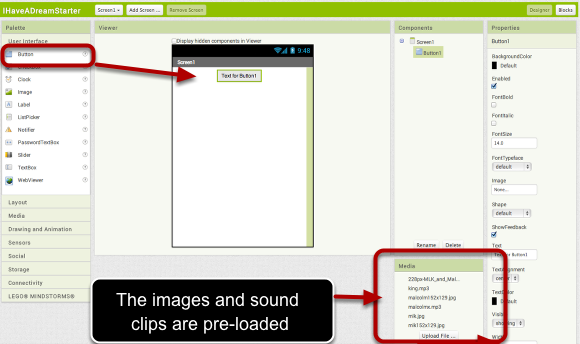 IHaveADreamStarter
Screen1
Add Screen ...
Remove Screen
Designer
Blocks
Palette
User Interface
Button
Clock
Image
Label
ListPicker
Notifier
PasswordTextBox
Slider
TextBox
WebViewer
Layout
Media
Drawing and Animation
Sensors
Social
Storage
Connectivity
LEGO® MINDSTORMS®
Viewer
Display hidden components in Viewer
9:48
Screen1
Text for Button1
Components
Screen1
Button1
Rename Delete
Media
228px-MLK_and_Mal...
king.mp3
malcolm152x129.jpg
malcolmx.mp3
mlk.jpg
mlk152x129.jpg
Upload File ...
Properties
Button1
BackgroundColor
Default
Enabled
FontBold
FontItalic
FontSize
14.0
FontTypeface
default
Image
None...
Shape
default
ShowFeedback
Text
Text for Button1
TextAlignment
center
TextColor
Default
Visible
showing
Width
The images and sound
clips are pre-loaded